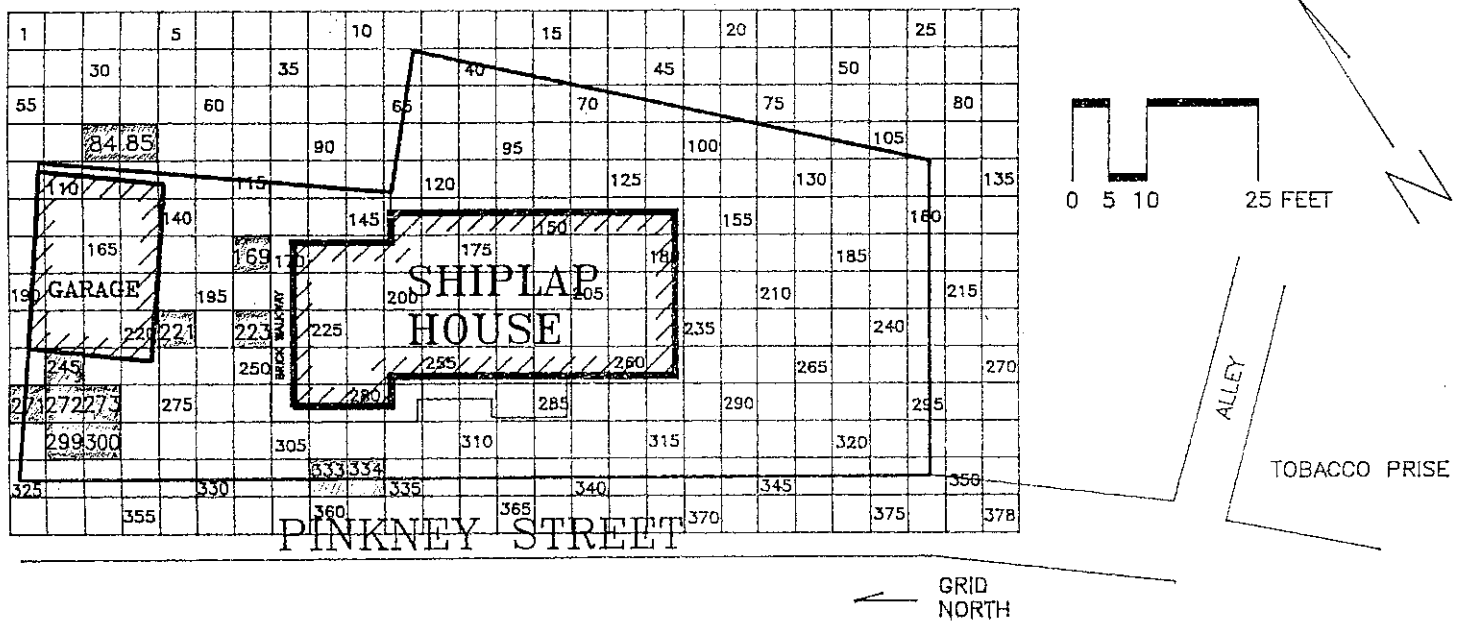 1 5 10 15 20 25
30 35 40 45 50
55 60 65 70 75 80
84 85 90 95 100 105
110 115 120 125 130 135
140 145 150 155 160
165 169 170 175 180 185
190 GARAGE 195 200 205 210 215
SHIPLAP
HOUSE
220 221 223 225 235 240
BRICK WALKWAY
245 250 255 260 265 270
271 272 273 275 280 285 290 295
299 300 305 310 315 320
325 330 333 334 335 340 345 350
355 360 365 370 375 378
PINKNEY STREET
0 5 10 25 FEET
N
ALLEY
TOBACCO PRISE
GRID
NORTH